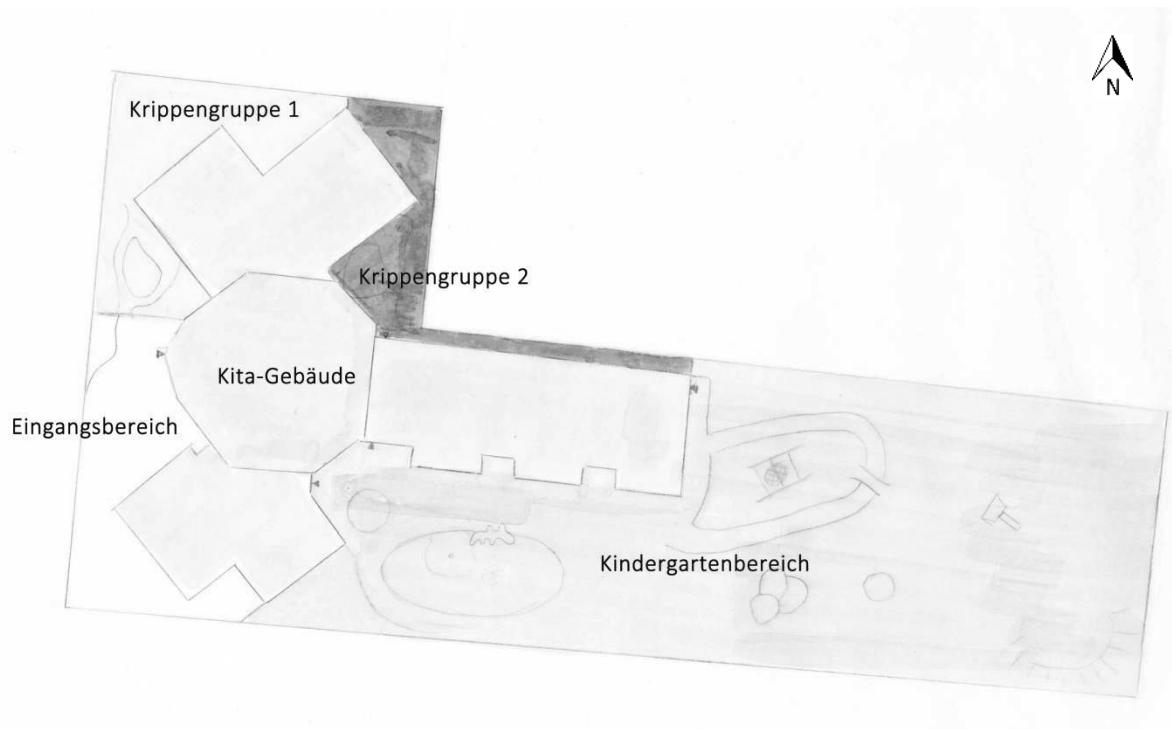 N
Krippengruppe 1
Krippengruppe 2
Kita-Gebäude
Eingangsbereich
Kindergartenbereich